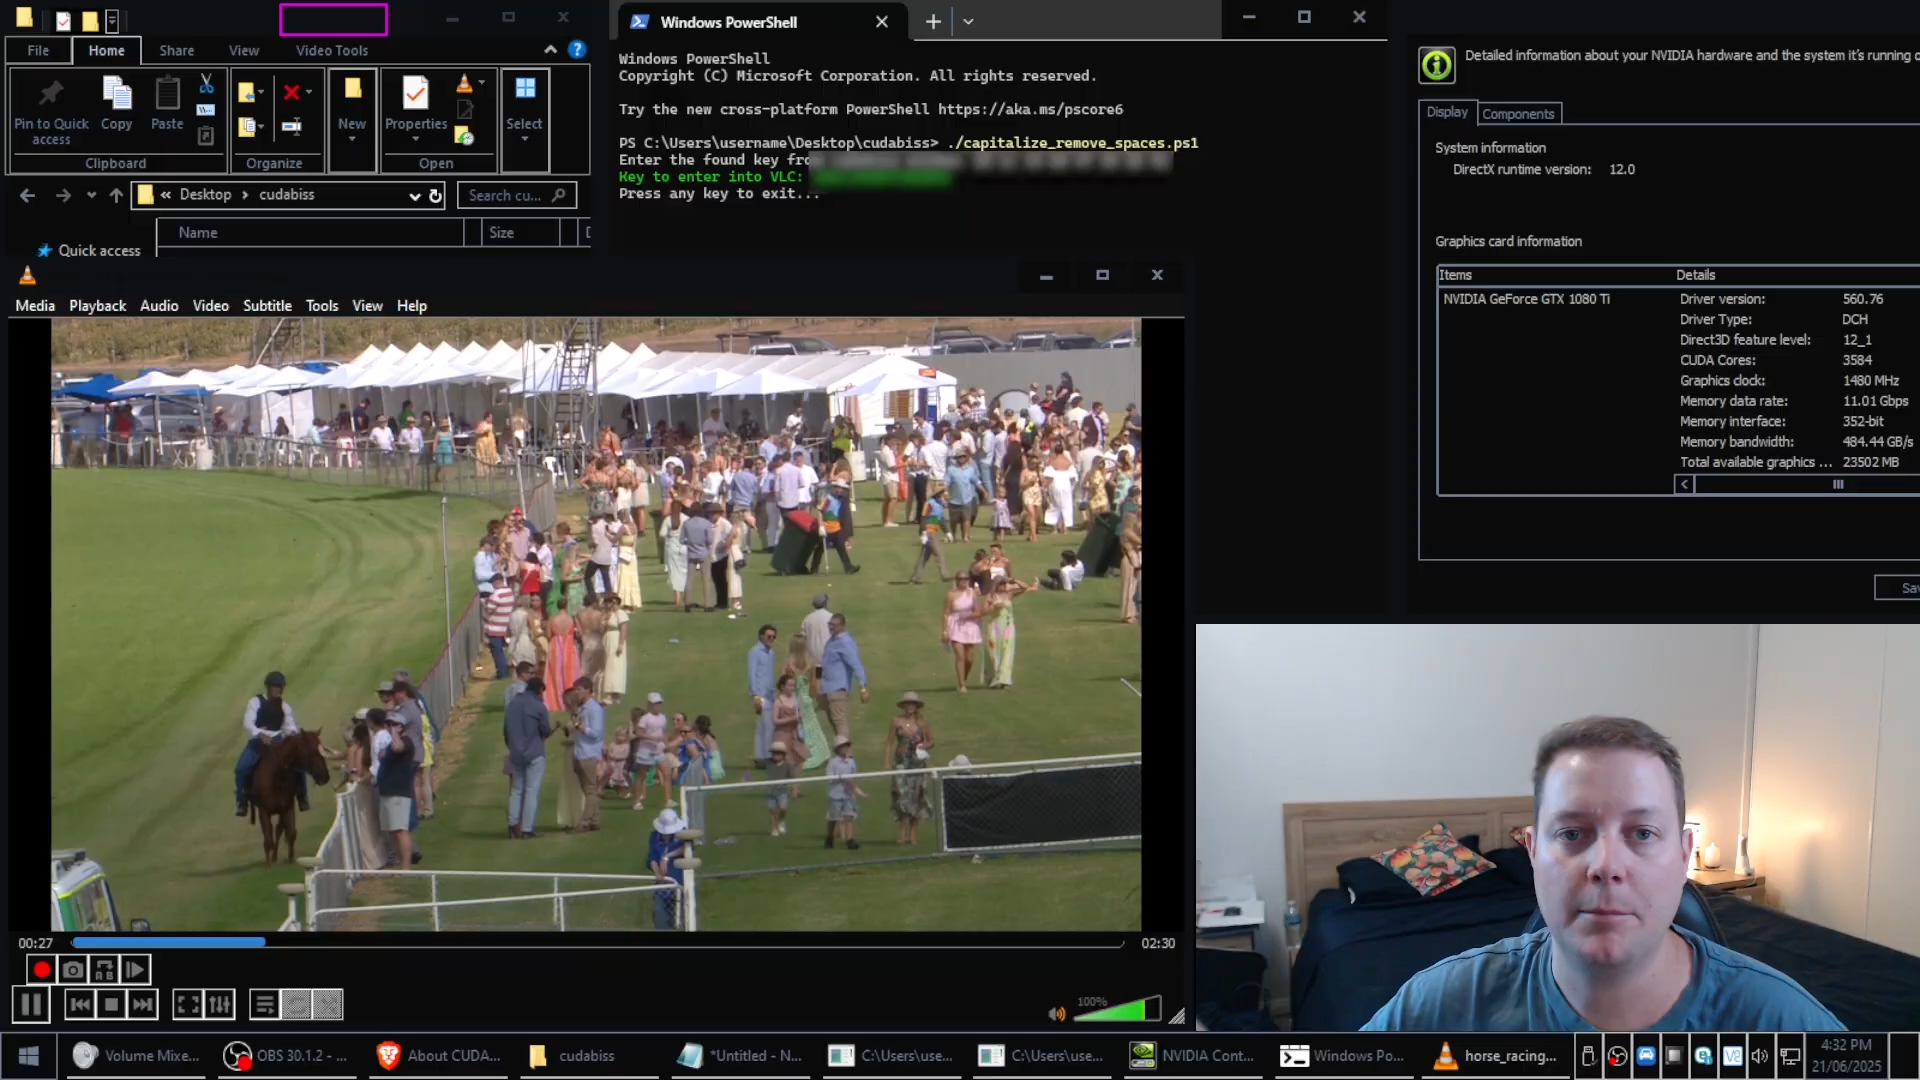 File
Home
Share
View
Video Tools
Pin to Quick access
Copy
Paste
New
Properties
Select
Clipboard
Organize
Open
« Desktop > cudabiss
Search cu...
Name
Size
Quick access
Windows PowerShell
Windows PowerShell
Copyright (C) Microsoft Corporation. All rights reserved.
Try the new cross-platform PowerShell https://aka.ms/pscore6
PS C:\Users\username\Desktop\cudabiss> ./capitalize_remove_spaces.ps1
Enter the found key
Key to enter into VLC:
Press any key to exit...
Detailed information about your NVIDIA hardware and the system it's running
Display
Components
System information
DirectX runtime version: 12.0
Graphics card information
Items
Details
NVIDIA GeForce GTX 1080 Ti
Driver version: 560.76
Driver Type: DCH
Direct3D feature level: 12_1
CUDA Cores: 3584
Graphics clock: 1480 MHz
Memory data rate: 11.01 Gbps
Memory interface: 352-bit
Memory bandwidth: 484.44 GB/s
Total available graphics ... 23502 MB
Media
Playback
Audio
Video
Subtitle
Tools
View
Help
00:27
02:30
100%
Volume Mixe...
OBS 30.1.2 - ...
About CUDA...
cudabiss
*Untitled - N...
C:\Users\use...
C:\Users\use...
NVIDIA Cont...
Windows Po...
horse_racing...
4:32 PM
21/06/2025